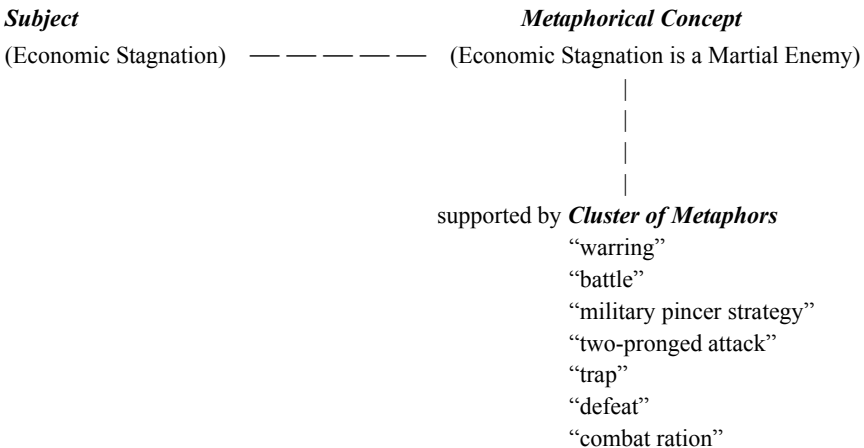 Subject Metaphorical Concept
(Economic Stagnation) — — — — — (Economic Stagnation is a Martial Enemy)
|
|
|
|
supported by Cluster of Metaphors
“warring”
“battle”
“military pincer strategy”
“two-pronged attack”
“trap”
“defeat”
“combat ration”